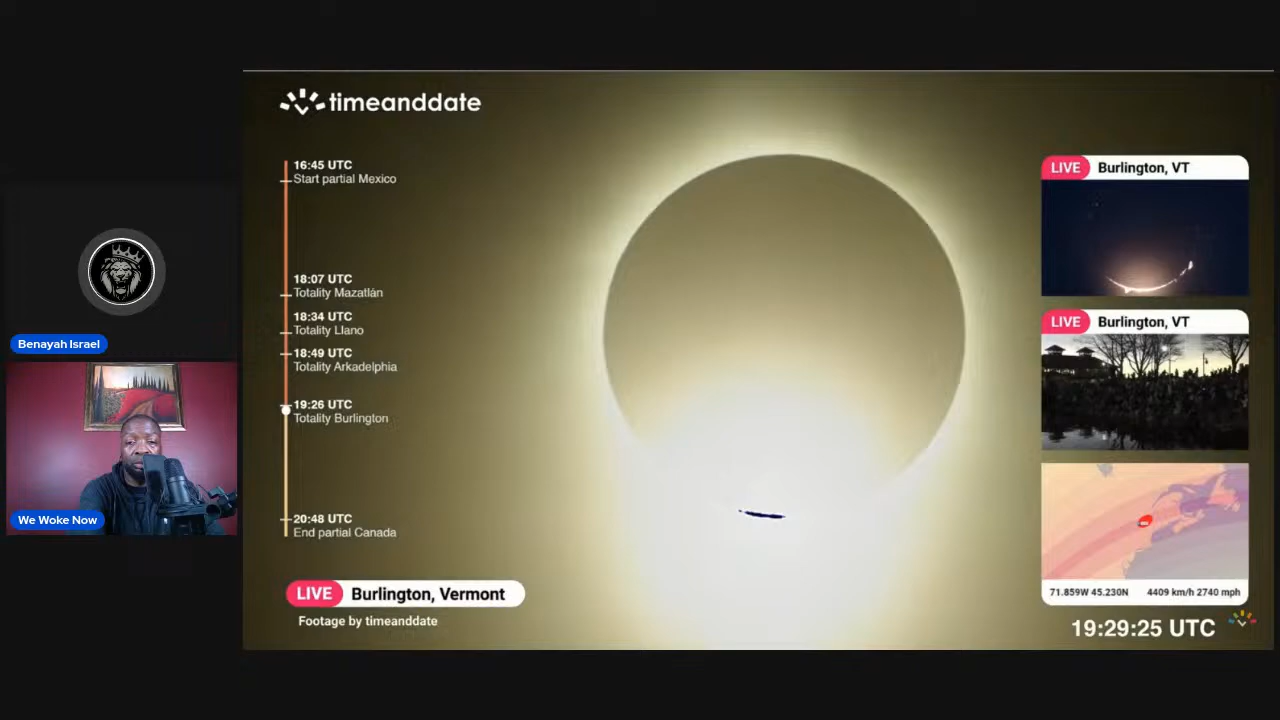 timeanddate
16:45 UTC
Start partial Mexico
18:07 UTC
Totality Mazatlán
18:34 UTC
Totality Llano
18:49 UTC
Totality Arkadelphia
19:26 UTC
Totality Burlington
20:48 UTC
End partial Canada
LIVE Burlington, Vermont
Footage by timeanddate
LIVE Burlington, VT
LIVE Burlington, VT
71.859W 45.230N 4409 km/h 2740 mph
19:29:25 UTC
Benayah Israel
We Woke Now